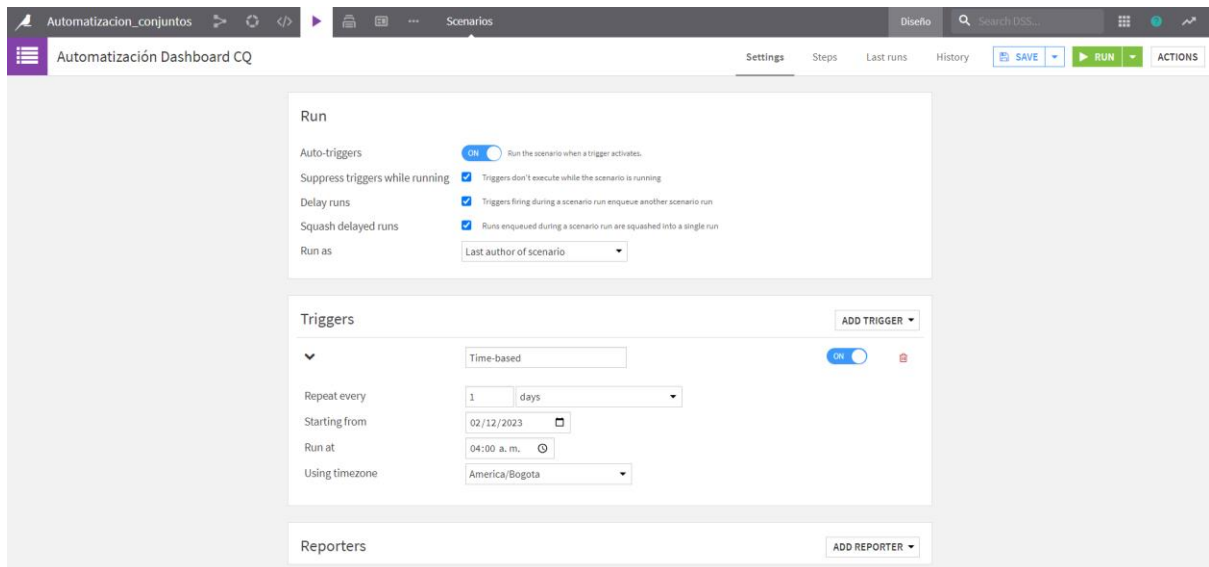 Automatizacion_conjuntos </> ... Scenarios Diseño Search DSS...
Automatización Dashboard CQ Settings Steps Last runs History SAVE RUN ACTIONS
Run
Auto-triggers ON Run the scenario when a trigger activates.
Suppress triggers while running Triggers don't execute while the scenario is running
Delay runs Triggers firing during a scenario run enqueue another scenario run
Squash delayed runs Runs enqueued during a scenario run are squashed into a single run
Run as Last author of scenario
Triggers ADD TRIGGER
Time-based ON
Repeat every 1 days
Starting from 02/12/2023
Run at 04:00 a. m.
Using timezone America/Bogota
Reporters ADD REPORTER